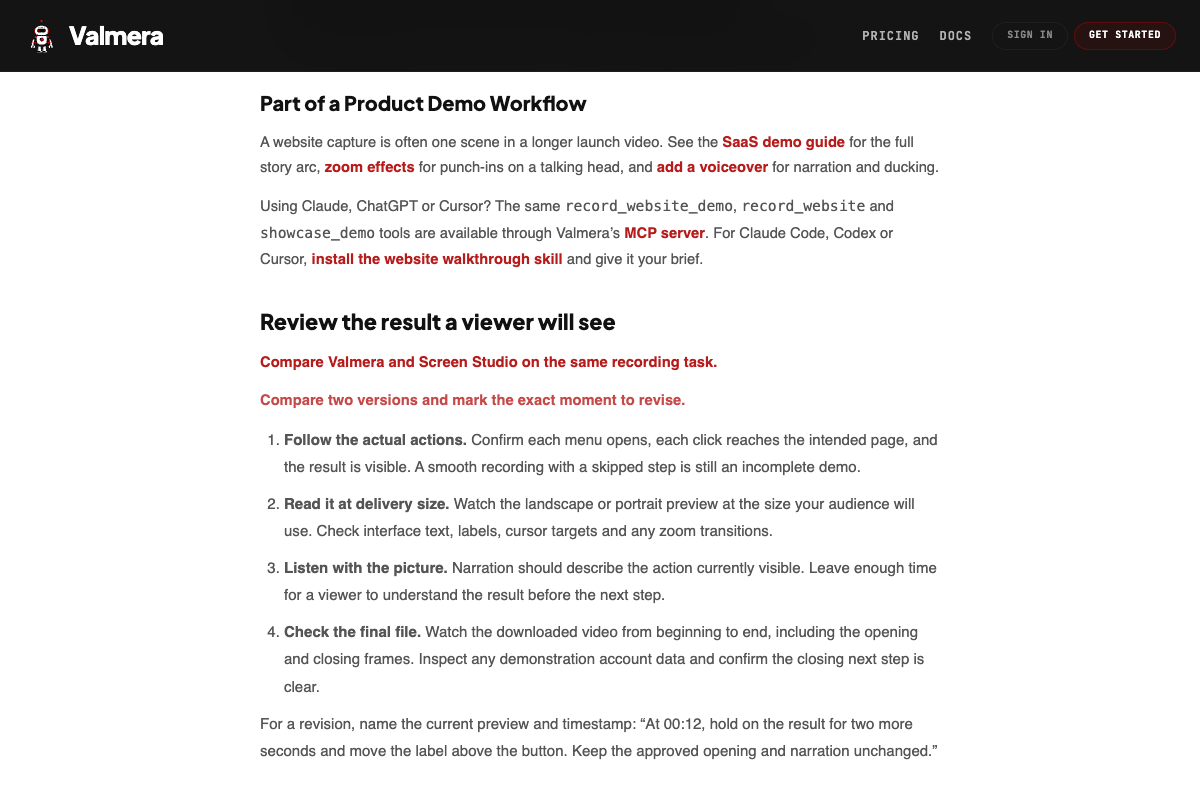 Valmera
PRICING
DOCS
SIGN IN
GET STARTED
Part of a Product Demo Workflow
A website capture is often one scene in a longer launch video. See the SaaS demo guide for the full
story arc, zoom effects for punch-ins on a talking head, and add a voiceover for narration and ducking.
Using Claude, ChatGPT or Cursor? The same record_website_demo, record_website and
showcase_demo tools are available through Valmera’s MCP server. For Claude Code, Codex or
Cursor, install the website walkthrough skill and give it your brief.
Review the result a viewer will see
Compare Valmera and Screen Studio on the same recording task.
Compare two versions and mark the exact moment to revise.
1. Follow the actual actions. Confirm each menu opens, each click reaches the intended page, and
the result is visible. A smooth recording with a skipped step is still an incomplete demo.
2. Read it at delivery size. Watch the landscape or portrait preview at the size your audience will
use. Check interface text, labels, cursor targets and any zoom transitions.
3. Listen with the picture. Narration should describe the action currently visible. Leave enough time
for a viewer to understand the result before the next step.
4. Check the final file. Watch the downloaded video from beginning to end, including the opening
and closing frames. Inspect any demonstration account data and confirm the closing next step is
clear.
For a revision, name the current preview and timestamp: “At 00:12, hold on the result for two more
seconds and move the label above the button. Keep the approved opening and narration unchanged.”